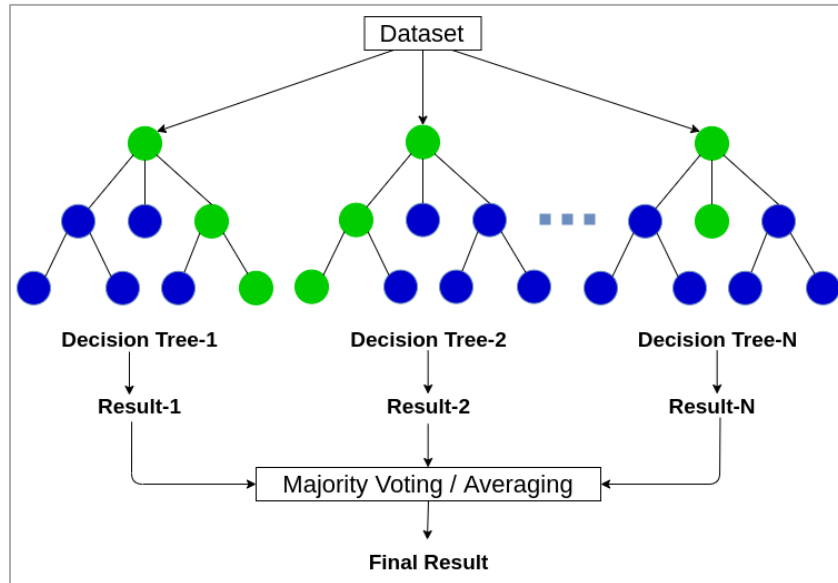 Dataset
Decision Tree-1
Decision Tree-2
Decision Tree-N
Result-1
Result-2
Result-N
Majority Voting / Averaging
Final Result